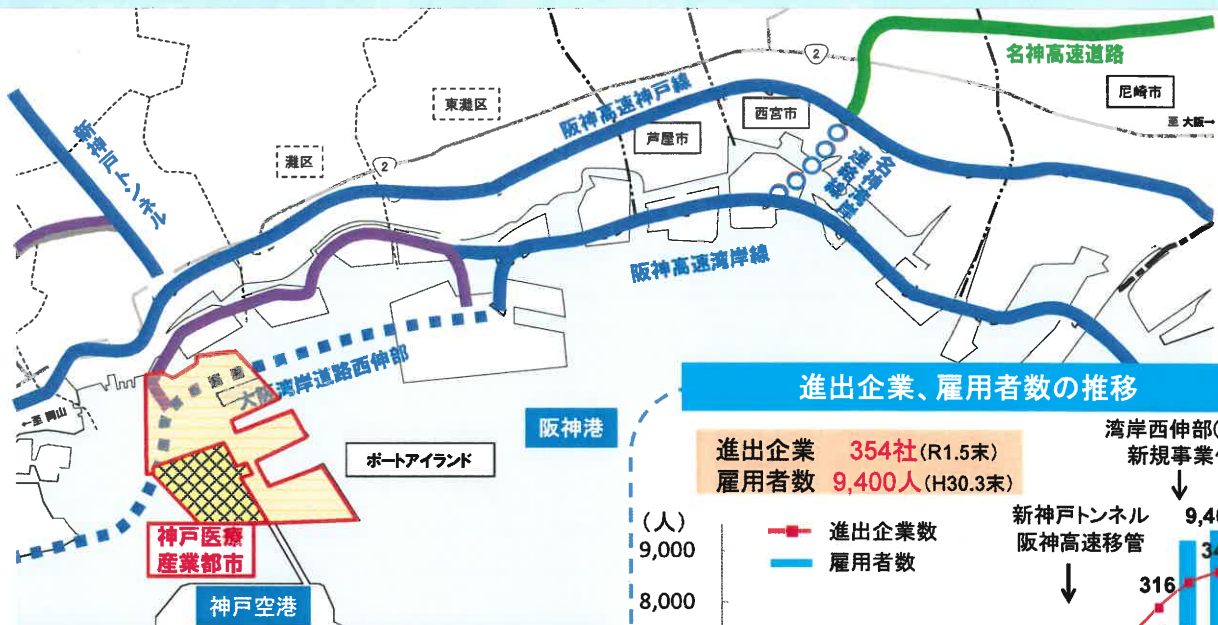 2
名神高速道路
東灘区
阪神高速神戸線
西宮市
尼崎市
至 大阪→
新神戸トンネル
芦屋市
灘区
2
名神湾岸
連絡線
阪神高速湾岸線
大阪湾岸道路西伸部
←至 岡山
阪神港
ポートアイランド
神戸医療
産業都市
神戸空港
進出企業、雇用者数の推移
進出企業 354社(R1.5末)
雇用者数 9,400人(H30.3末)
湾岸西伸部(
新規事業
新神戸トンネル
阪神高速移管
(人)
9,000
8,000
進出企業数
雇用者数
316